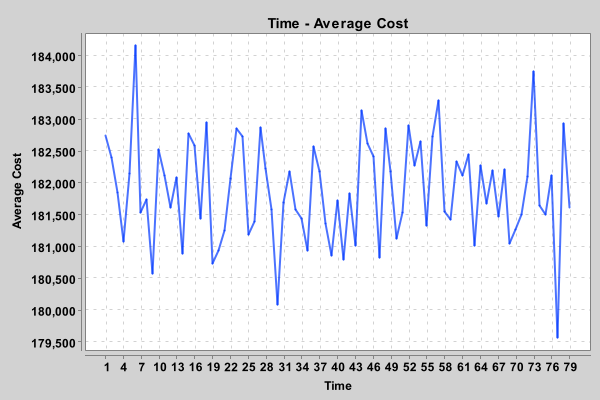 Time - Average Cost
Average Cost
184,000
183,500
183,000
182,500
182,000
181,500
181,000
180,500
180,000
179,500
1 4 7 10 13 16 19 22 25 28 31 34 37 40 43 46 49 52 55 58 61 64 67 70 73 76 79
Time